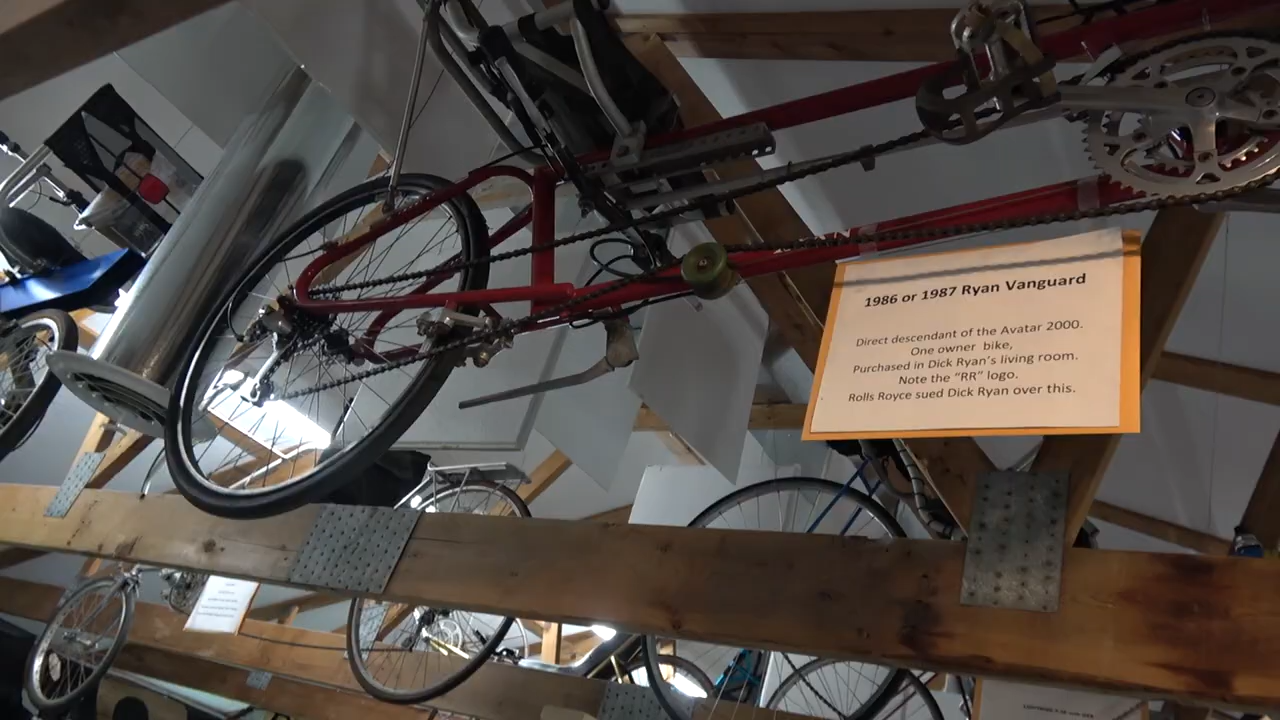 1986 or 1987 Ryan Vanguard
Direct descendant of the Avatar 2000.
One owner bike,
Purchased in Dick Ryan's living room.
Note the "RR" logo.
Rolls Royce sued Dick Ryan over this.